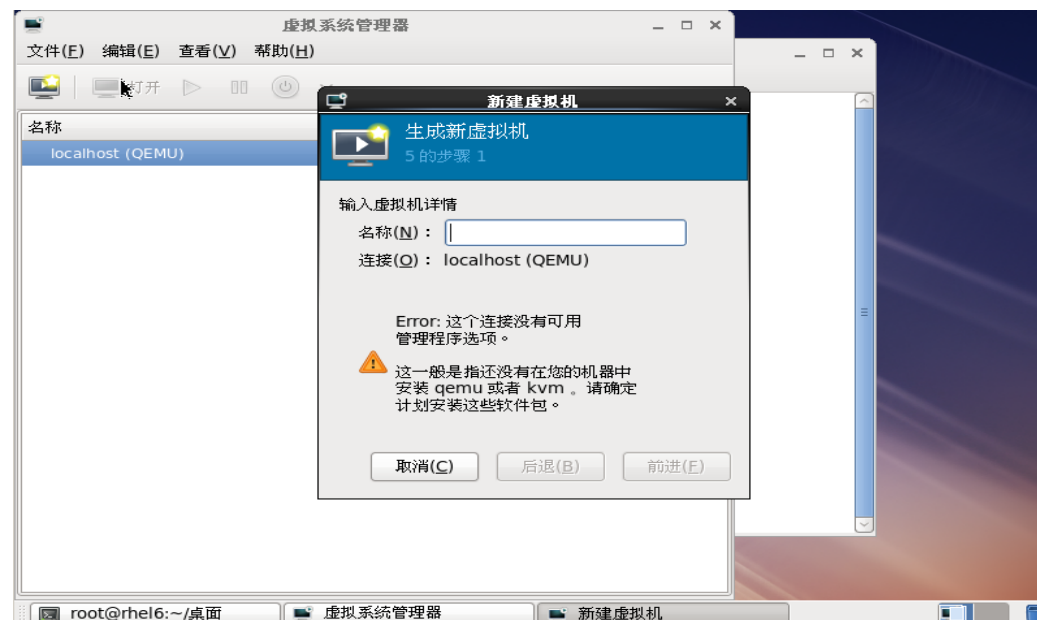 虚拟系统管理器
文件(F) 编辑(E) 查看(V) 帮助(H)
打开
名称
localhost (QEMU)
新建虚拟机
生成新虚拟机
5 的步骤 1
输入虚拟机详情
名称(N)：
连接(O)： localhost (QEMU)
Error: 这个连接没有可用
管理程序选项。
这一般是指还没有在您的机器中
安装 qemu 或者 kvm 。请确定
计划安装这些软件包。
取消(C) 后退(B) 前进(F)
root@rhel6:~/桌面 虚拟系统管理器 新建虚拟机